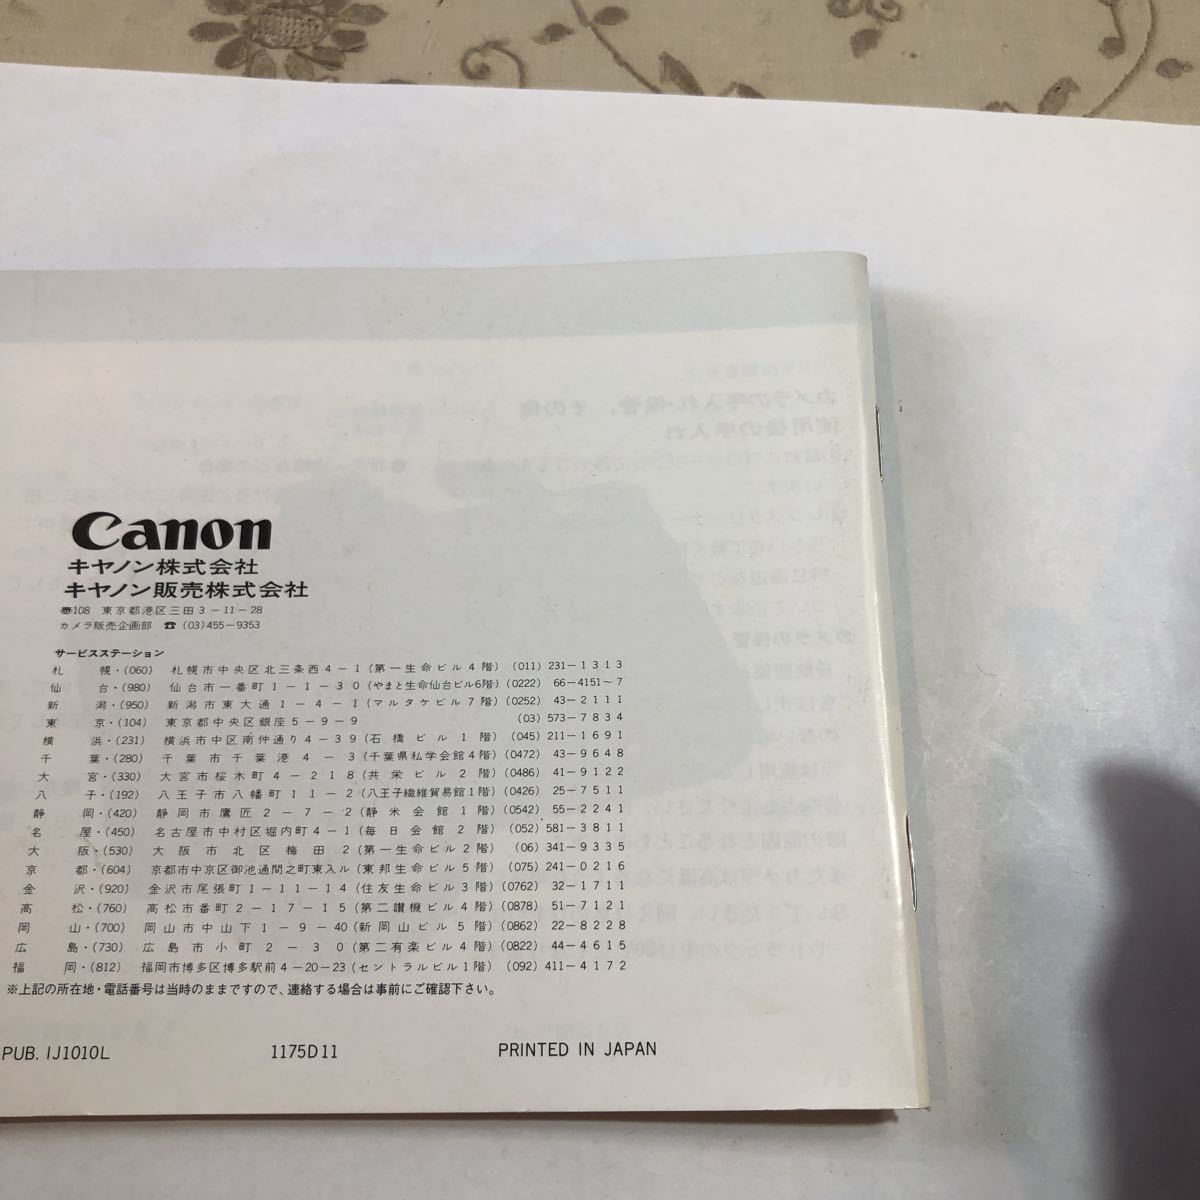 Canon
キヤノン株式会社
キヤノン販売株式会社
〠108 東京都港区三田3-11-28
カメラ販売企画部 ☎ (03)455-9353
サービスステーション
札幌・(060) 札幌市中央区北三条西4-1(第一生命ビル4階) (011) 231-1313
仙台・(980) 仙台市一番町1-1-30(やまと生命仙台ビル6階) (0222) 66-4151~7
新潟・(950) 新潟市東大通1-4-1(マルタケビル7階) (0252) 43-2111
東京・(104) 東京都中央区銀座5-9-9 (03) 573-7834
横浜・(231) 横浜市中区南仲通り4-39(石橋ビル1階) (045) 211-1691
千葉・(280) 千葉市千葉港4-3(千葉県私学会館4階) (0472) 43-9648
大宮・(330) 大宮市桜木町4-218(共栄ビル2階) (0486) 41-9122
八王子・(192) 八王子市八幡町11-2(八王子繊維貿易館1階) (0426) 25-7511
静岡・(420) 静岡市鷹匠2-7-2(静米会館1階) (0542) 55-2241
名古屋・(450) 名古屋市中村区堀内町4-1(毎日会館2階) (052) 581-3811
大阪・(530) 大阪市北区梅田2(第一生命ビル2階) (06) 341-9335
京都・(604) 京都市中京区御池通間之町東入ル(東邦生命ビル5階) (075) 241-0216
金沢・(920) 金沢市尾張町1-11-14(住友生命ビル3階) (0762) 32-1711
高松・(760) 高松市番町2-17-15(第二讃機ビル4階) (0878) 51-7121
岡山・(700) 岡山市中山下1-9-40(新岡山ビル5階) (0862) 22-8228
広島・(730) 広島市小町2-30(第二有楽ビル4階) (0822) 44-4615
福岡・(812) 福岡市博多区博多駅前4-20-23(セントラルビル1階) (092) 411-4172
※上記の所在地・電話番号は当時のままですので、連絡する場合は事前にご確認下さい。
PUB. IJ1010L 1175D11 PRINTED IN JAPAN